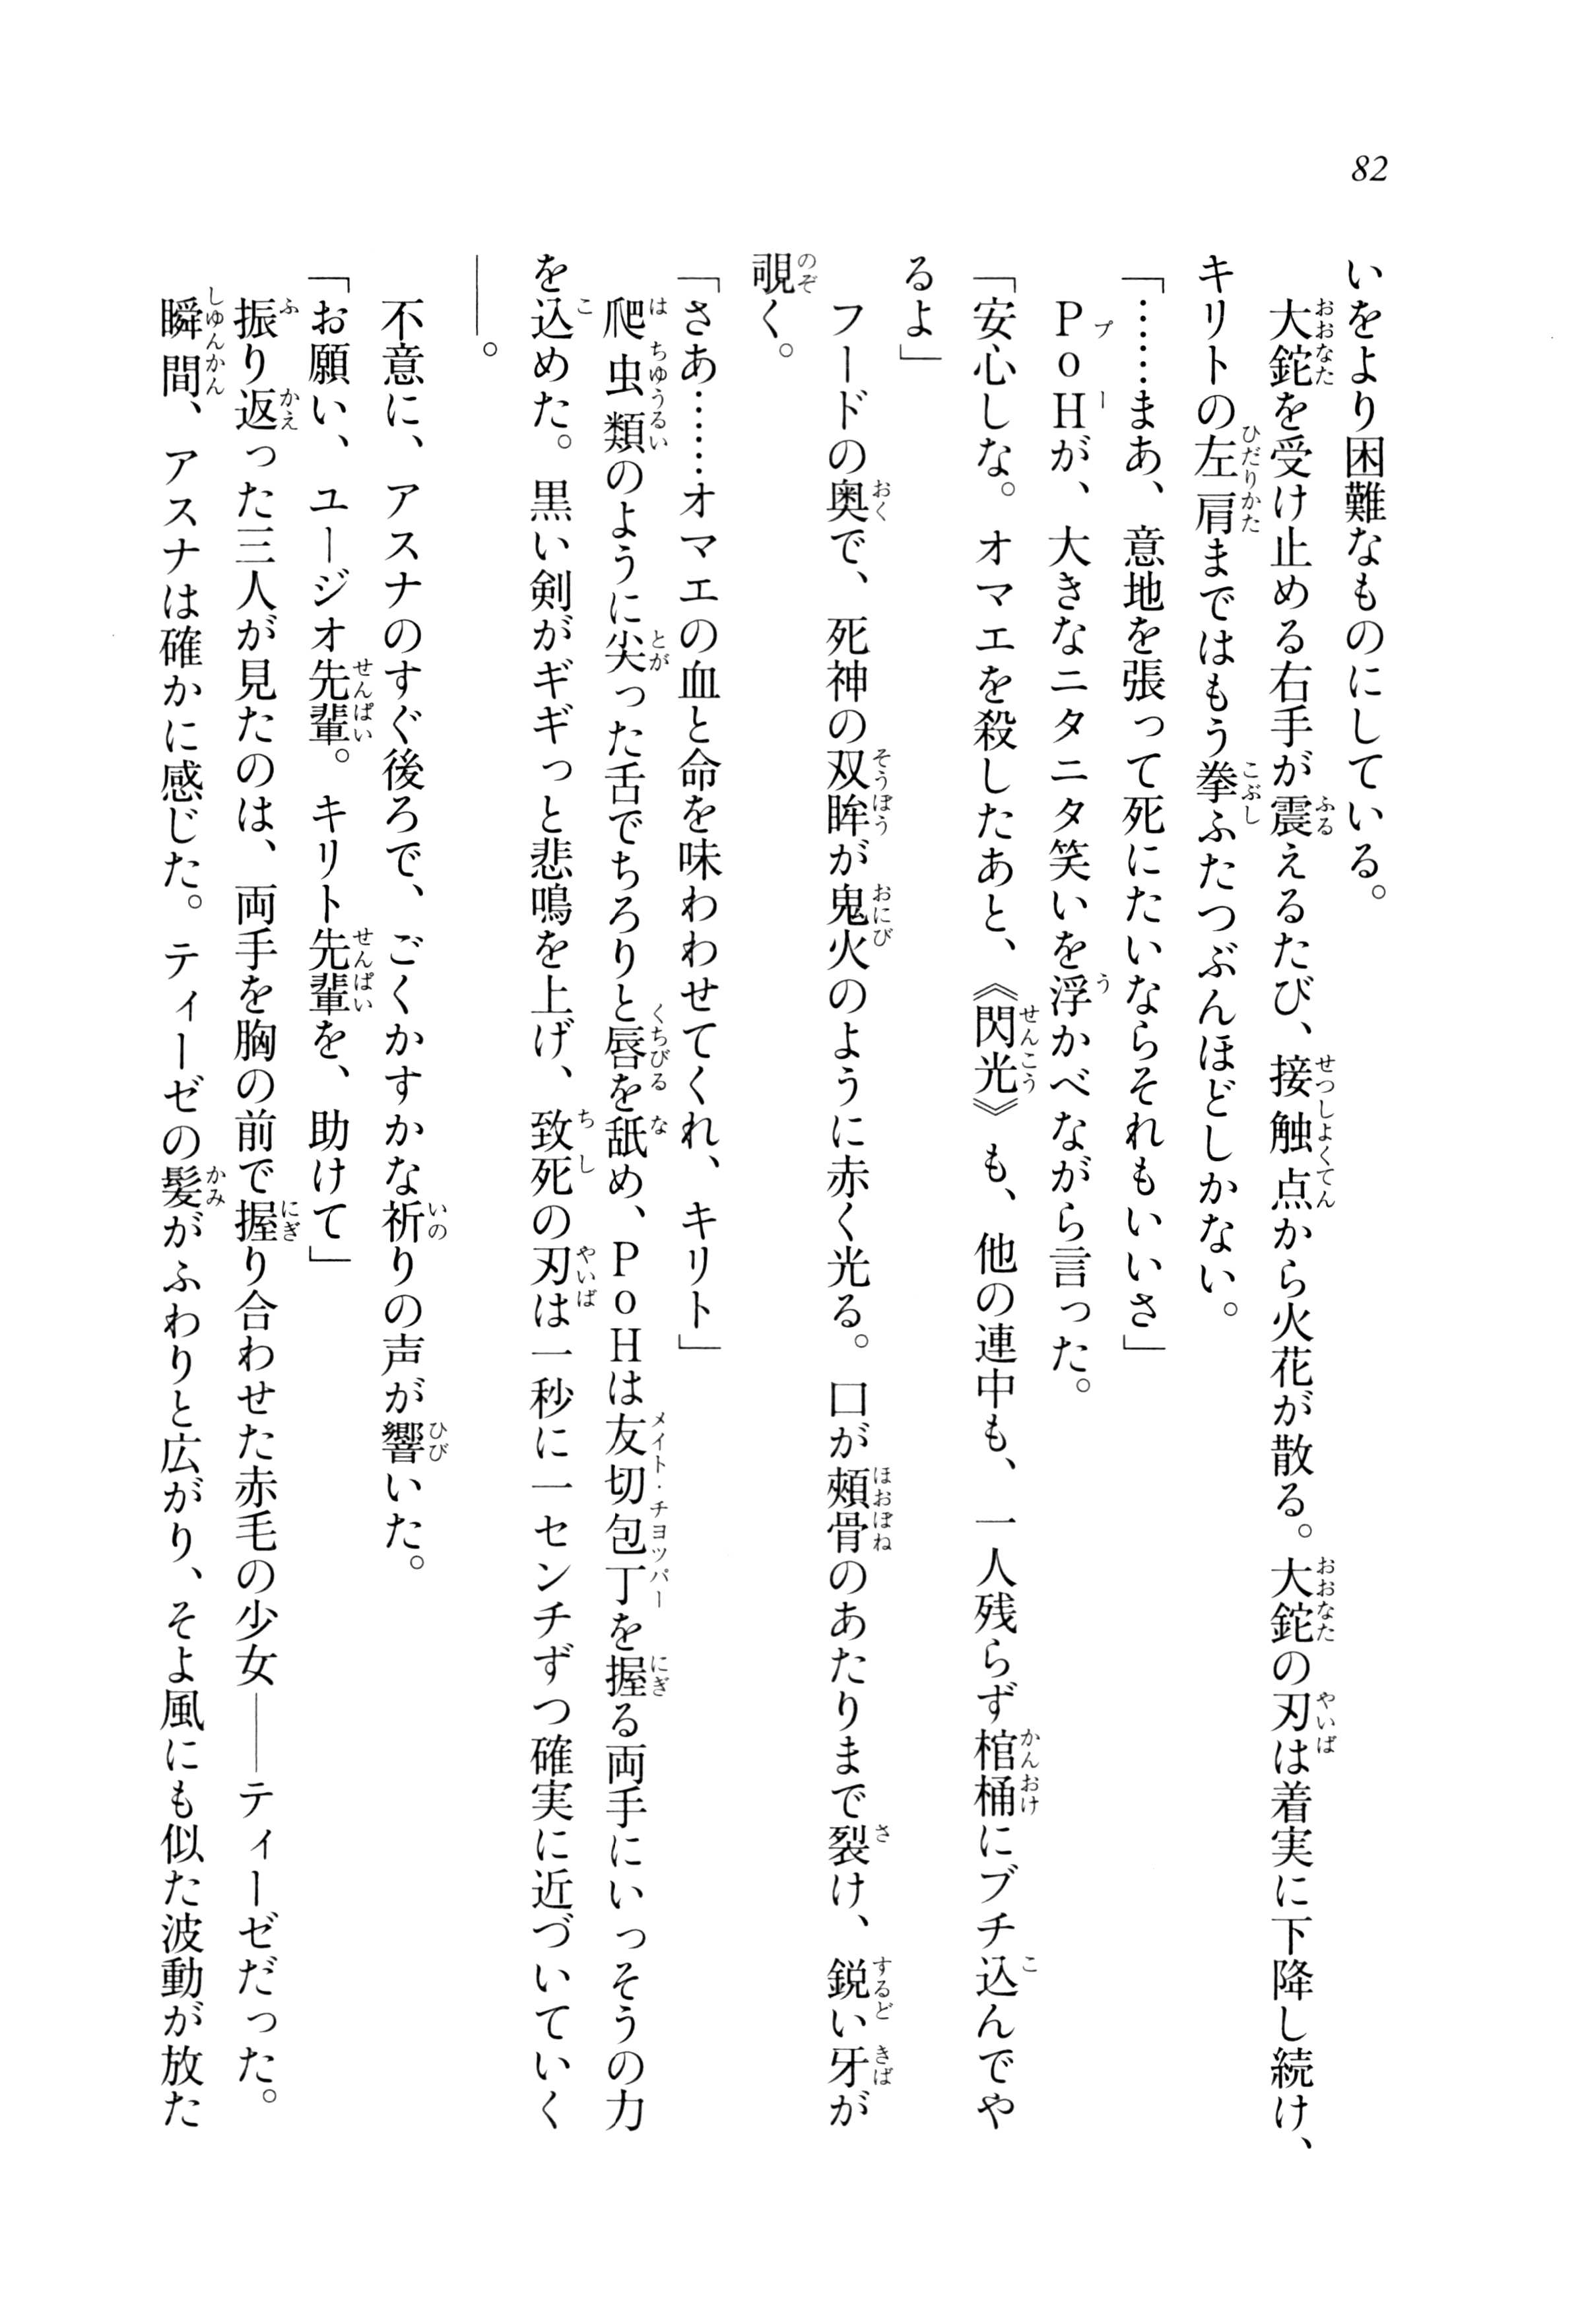 82
いをより困難なものにしている。
大鉈を受け止める右手が震えるたび、接触点から火花が散る。大鉈の刃は着実に下降し続け、
キリトの左肩まではもう拳ふたつぶんほどしかない。
「……まあ、意地を張って死にたいならそれもいいさ」
PoHが、大きなニタニタ笑いを浮かべながら言った。
「安心しな。オマエを殺したあと、《閃光》も、他の連中も、一人残らず棺桶にブチ込んでや
るよ」
フードの奥で、死神の双眸が鬼火のように赤く光る。口が頰骨のあたりまで裂け、鋭い牙が
覗く。
「さあ……オマエの血と命を味わわせてくれ、キリト」
爬虫類のように尖った舌でちろりと唇を舐め、PoHは友切包丁を握る両手にいっそうの力
を込めた。黒い剣がギギっと悲鳴を上げ、致死の刃は一秒に一センチずつ確実に近づいていく
――。
不意に、アスナのすぐ後ろで、ごくかすかな祈りの声が響いた。
「お願い、ユージオ先輩。キリト先輩を、助けて」
振り返った三人が見たのは、両手を胸の前で握り合わせた赤毛の少女――ティーゼだった。
瞬間、アスナは確かに感じた。ティーゼの髪がふわりと広がり、そよ風にも似た波動が放た